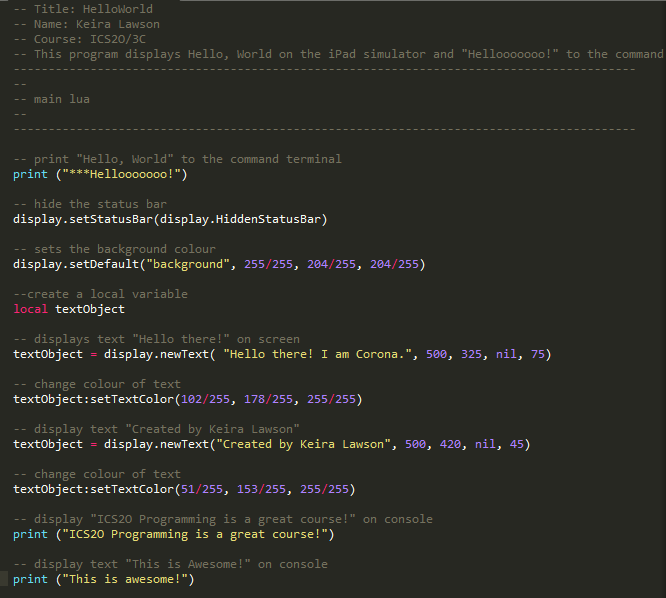 -- Title: HelloWorld
-- Name: Keira Lawson
-- Course: ICS2O/3C
-- This program displays Hello, World on the iPad simulator and "Hellooooooo!" to the command
-----------------------------------------------------------------------------------------
--
-- main lua
--
-----------------------------------------------------------------------------------------
-- print "Hello, World" to the command terminal
print ("***Hellooooooo!")
-- hide the status bar
display.setStatusBar(display.HiddenStatusBar)
-- sets the background colour
display.setDefault("background", 255/255, 204/255, 204/255)
--create a local variable
local textObject
-- displays text "Hello there!" on screen
textObject = display.newText( "Hello there! I am Corona.", 500, 325, nil, 75)
-- change colour of text
textObject:setTextColor(102/255, 178/255, 255/255)
-- display text "Created by Keira Lawson"
textObject = display.newText("Created by Keira Lawson", 500, 420, nil, 45)
-- change colour of text
textObject:setTextColor(51/255, 153/255, 255/255)
-- display "ICS2O Programming is a great course!" on console
print ("ICS2O Programming is a great course!")
-- display text "This is Awesome!" on console
print ("This is awesome!")